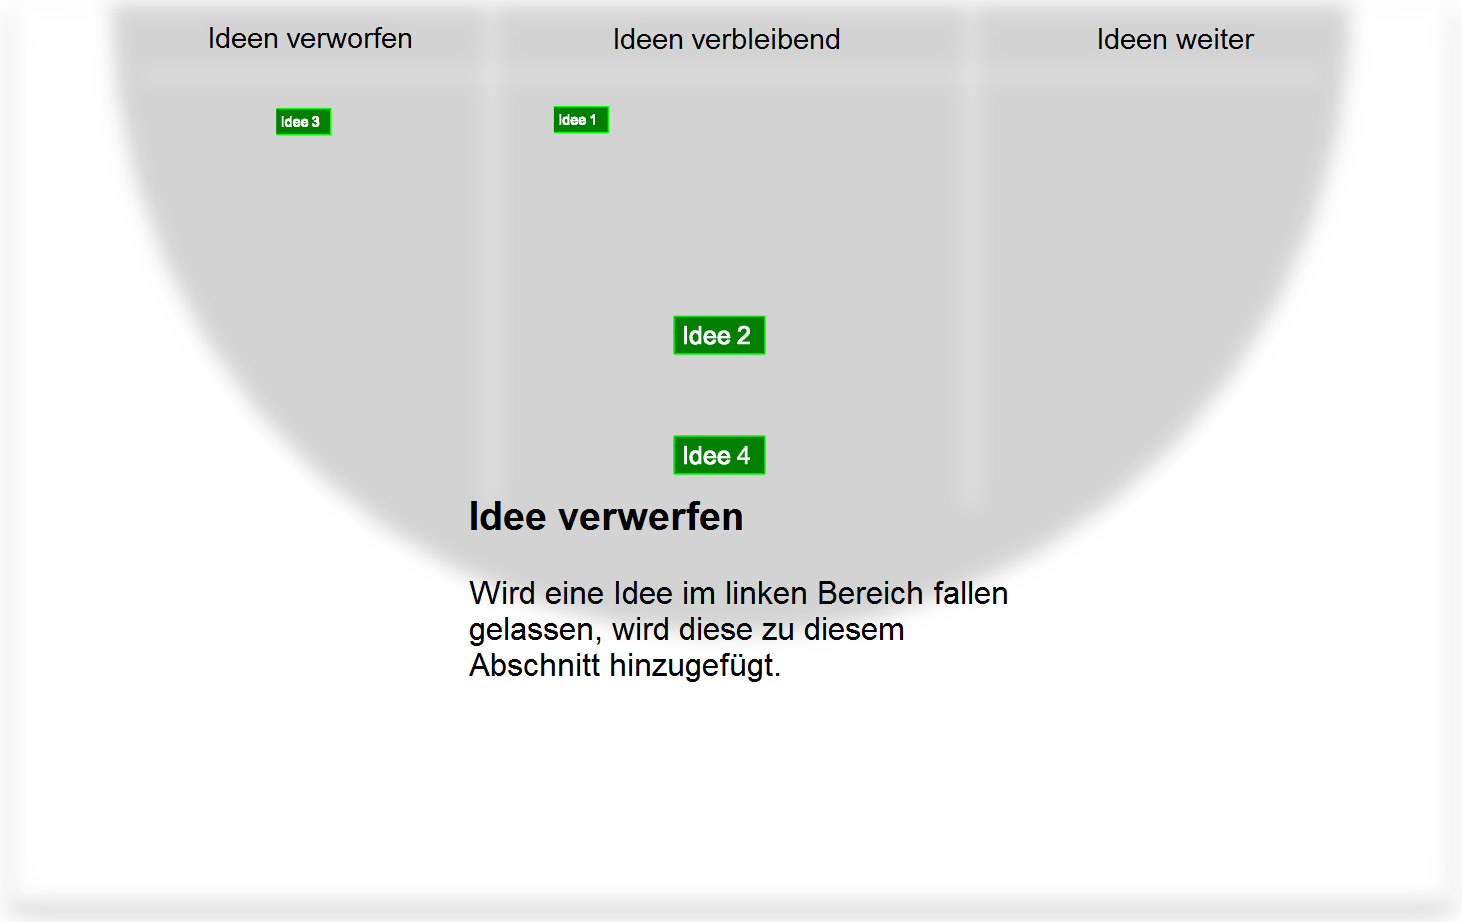 Ideen verworfen
Ideen verbleibend
Ideen weiter
Idee 3
Idee 1
Idee 2
Idee 4
Idee verwerfen
Wird eine Idee im linken Bereich fallen
gelassen, wird diese zu diesem
Abschnitt hinzugefügt.